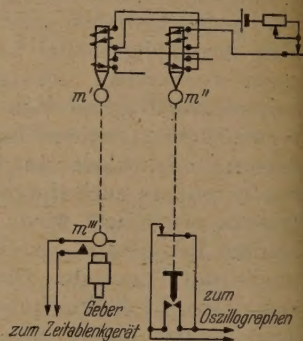 m' m''
m'''
Geber
zum Zeitablenkgerät
zum
Oszillographen